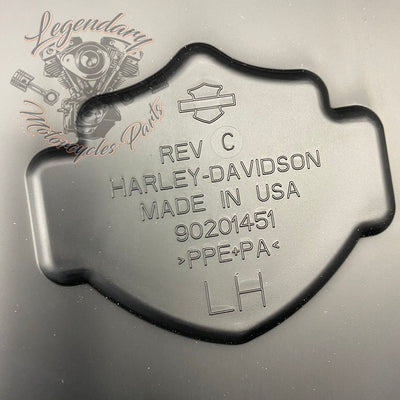 Legendary
Motorcycles Parts
REV C
HARLEY-DAVIDSON
MADE IN USA
90201451
>PPE+PA<
LH